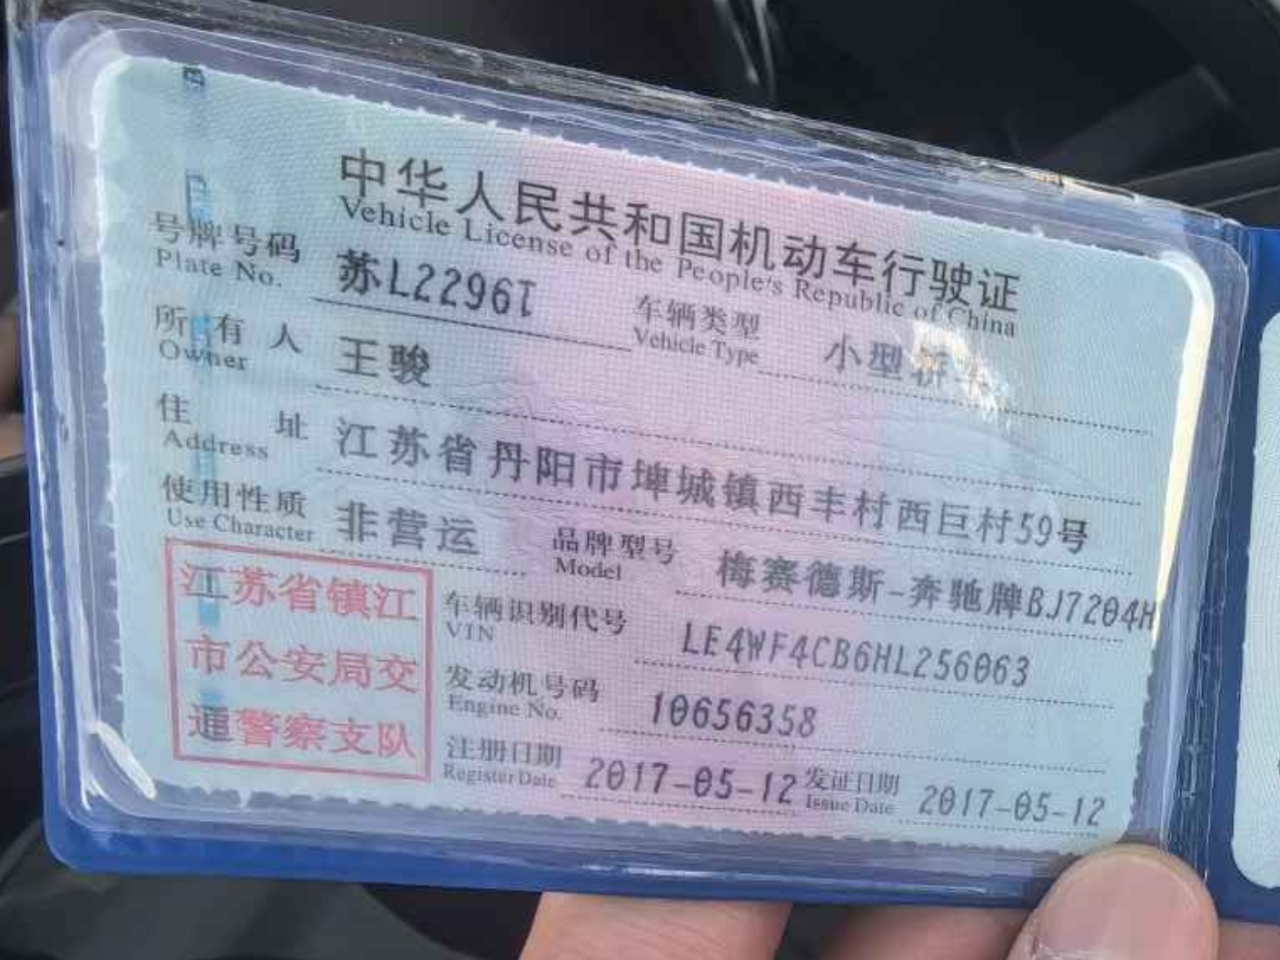 中华人民共和国机动车行驶证
Vehicle License of the People's Republic of China
号牌号码 苏L22961 车辆类型 小型轿车
Plate No. Vehicle Type
所有人 王骏
Owner
住址 江苏省丹阳市埤城镇西丰村西巨村59号
Address
使用性质 非营运 品牌型号 梅赛德斯-奔驰牌BJ7204H
Use Character Model
江苏省镇江
市公安局交
通警察支队
车辆识别代号 LE4WF4CB6HL256063
VIN
发动机号码 10656358
Engine No.
注册日期 2017-05-12 发证日期 2017-05-12
Register Date Issue Date